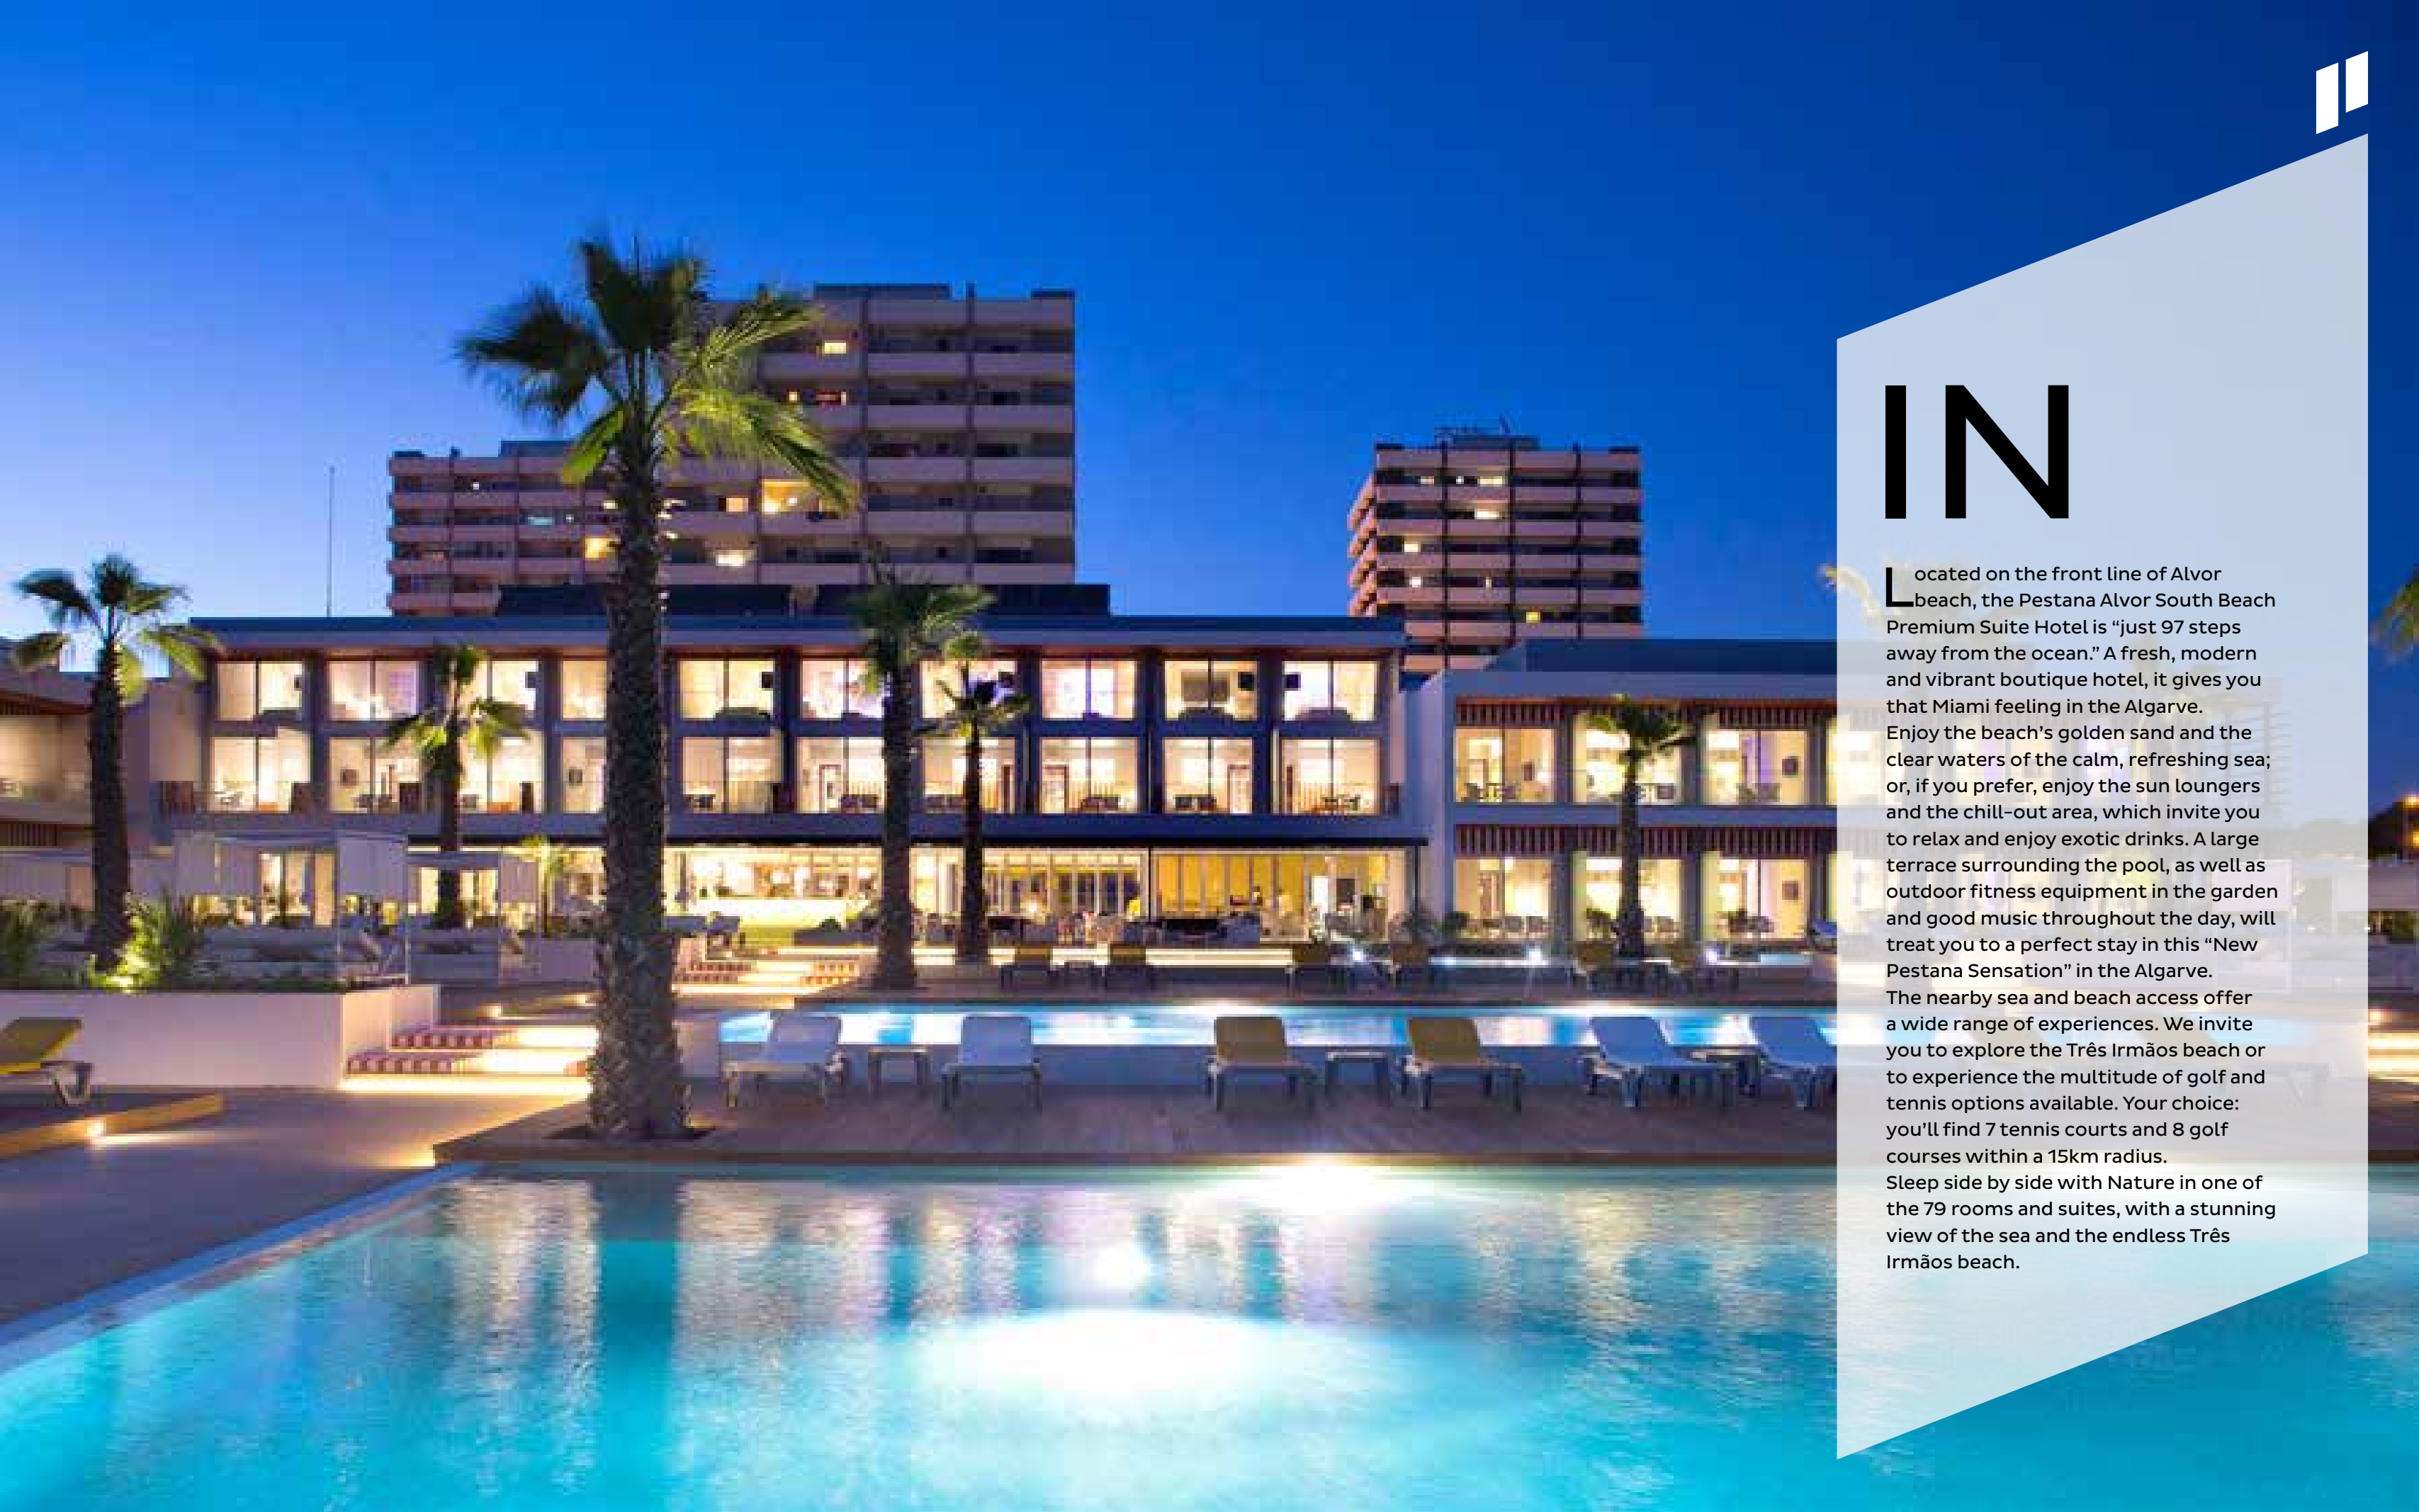 IN
Located on the front line of Alvor
beach, the Pestana Alvor South Beach
Premium Suite Hotel is “just 97 steps
away from the ocean.” A fresh, modern
and vibrant boutique hotel, it gives you
that Miami feeling in the Algarve.
Enjoy the beach’s golden sand and the
clear waters of the calm, refreshing sea;
or, if you prefer, enjoy the sun loungers
and the chill-out area, which invite you
to relax and enjoy exotic drinks. A large
terrace surrounding the pool, as well as
outdoor fitness equipment in the garden
and good music throughout the day, will
treat you to a perfect stay in this “New
Pestana Sensation” in the Algarve.
The nearby sea and beach access offer
a wide range of experiences. We invite
you to explore the Três Irmãos beach or
to experience the multitude of golf and
tennis options available. Your choice:
you’ll find 7 tennis courts and 8 golf
courses within a 15km radius.
Sleep side by side with Nature in one of
the 79 rooms and suites, with a stunning
view of the sea and the endless Três
Irmãos beach.